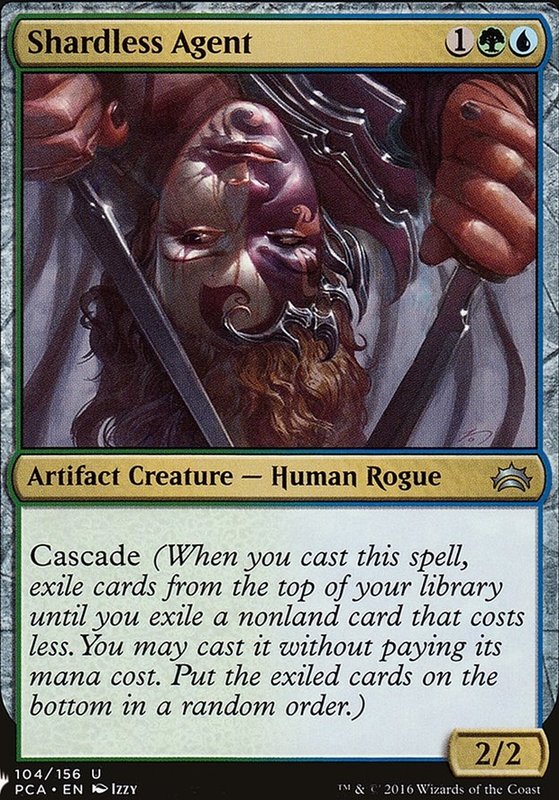 Shardless Agent 1
Artifact Creature — Human Rogue
Cascade (When you cast this spell,
exile cards from the top of your library
until you exile a nonland card that costs
less. You may cast it without paying its
mana cost. Put the exiled cards on the
bottom in a random order.)
2/2
104/156 U
PCA • EN Izzy
™ & © 2016 Wizards of the Coast